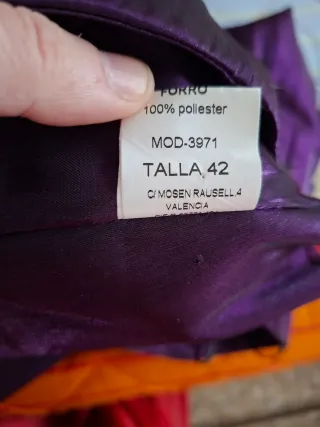 FORRO
100% poliester
MOD-3971
TALLA 42
C/ MOSEN RAUSELL 4
VALENCIA